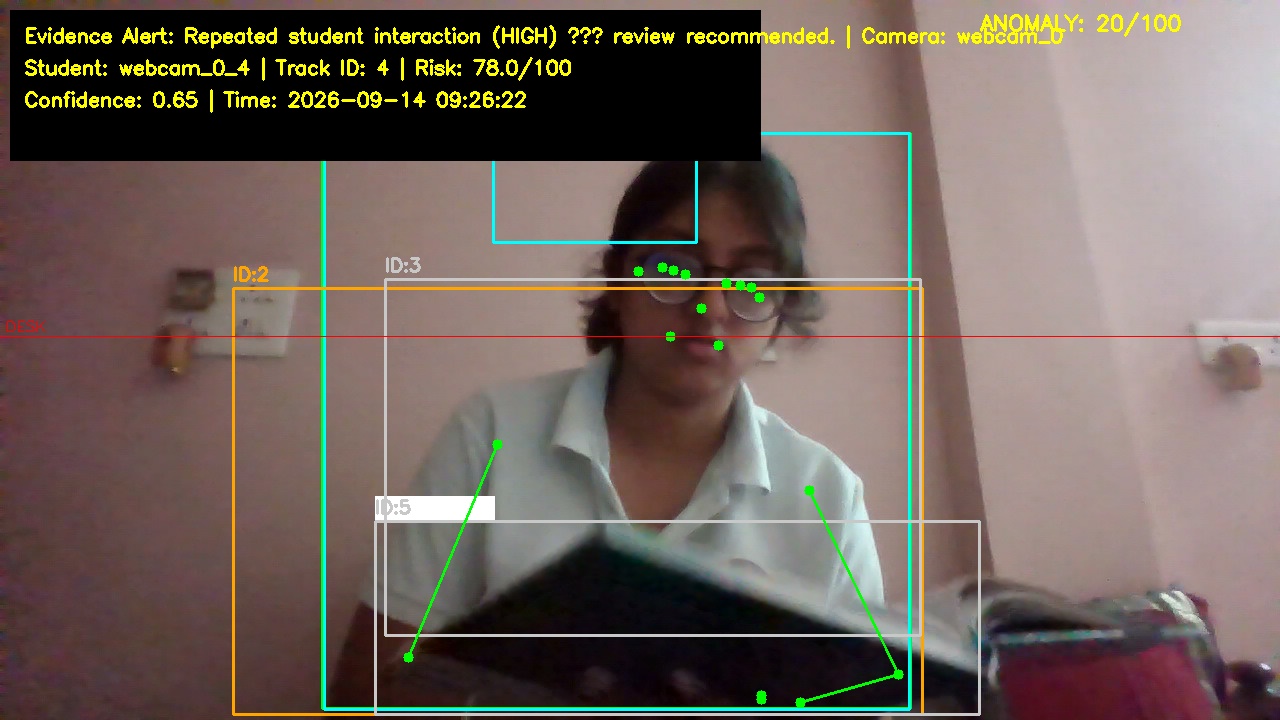 ANOMALY: 20/100
Evidence Alert: Repeated student interaction (HIGH) ??? review recommended. | Camera: webcam_0
Student: webcam_0_4 | Track ID: 4 | Risk: 78.0/100
Confidence: 0.65 | Time: 2026-09-14 09:26:22
ID:3
ID:2
DESK
ID:5